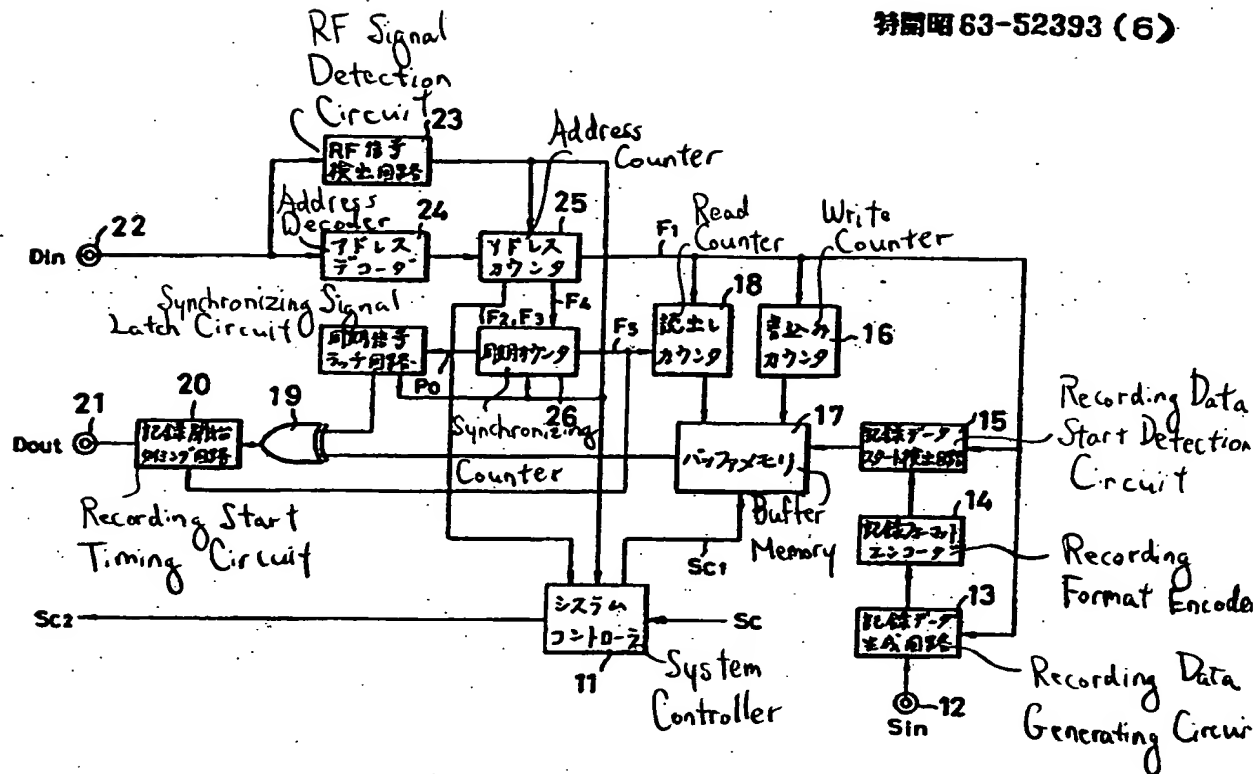 特開昭 63-52393 (6)
RF Signal
Detection
Circuit
23
RF信号
検出回路
Address
Counter
Address
Decoder
24
25
Read
Counter
Write
Counter
F1
22
Din
アドレス
デコーダ
アドレス
カウンタ
Synchronizing Signal
Latch Circuit
F2, F3
F4
18
同期信号
ラッチ回路
同期カウンタ
F5
読出し
カウンタ
書込み
カウンタ
16
P0
26
20
19
Synchronizing
Counter
17
15
Recording Data
Start Detection
Circuit
21
Dout
記録開始
タイミング回路
バッファメモリ
記録データ
スタート検出回路
Recording Start
Timing Circuit
Buffer
Memory
14
記録フォーマット
エンコーダ
Recording
Format Encoder
Sc1
Sc2
システム
コントローラ
Sc
13
記録データ
生成回路
11
System
Controller
Recording Data
Generating Circui
12
Sin